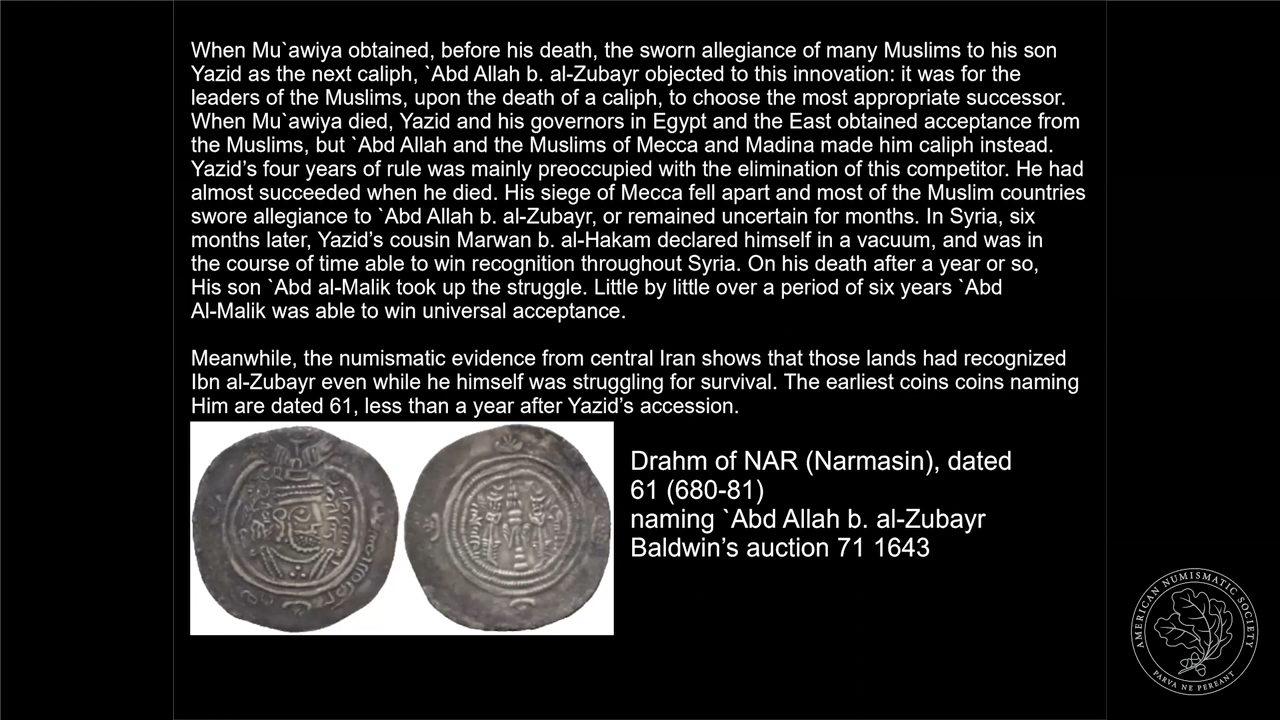 When Mu`awiya obtained, before his death, the sworn allegiance of many Muslims to his son
Yazid as the next caliph, `Abd Allah b. al-Zubayr objected to this innovation: it was for the
leaders of the Muslims, upon the death of a caliph, to choose the most appropriate successor.
When Mu`awiya died, Yazid and his governors in Egypt and the East obtained acceptance from
the Muslims, but `Abd Allah and the Muslims of Mecca and Madina made him caliph instead.
Yazid's four years of rule was mainly preoccupied with the elimination of this competitor. He had
almost succeeded when he died. His siege of Mecca fell apart and most of the Muslim countries
swore allegiance to `Abd Allah b. al-Zubayr, or remained uncertain for months. In Syria, six
months later, Yazid's cousin Marwan b. al-Hakam declared himself in a vacuum, and was in
the course of time able to win recognition throughout Syria. On his death after a year or so,
His son `Abd al-Malik took up the struggle. Little by little over a period of six years `Abd
Al-Malik was able to win universal acceptance.
Meanwhile, the numismatic evidence from central Iran shows that those lands had recognized
Ibn al-Zubayr even while he himself was struggling for survival. The earliest coins coins naming
Him are dated 61, less than a year after Yazid's accession.
Drahm of NAR (Narmasin), dated
61 (680-81)
naming `Abd Allah b. al-Zubayr
Baldwin's auction 71 1643
AMERICAN NUMISMATIC SOCIETY
PARVA NE PEREANT